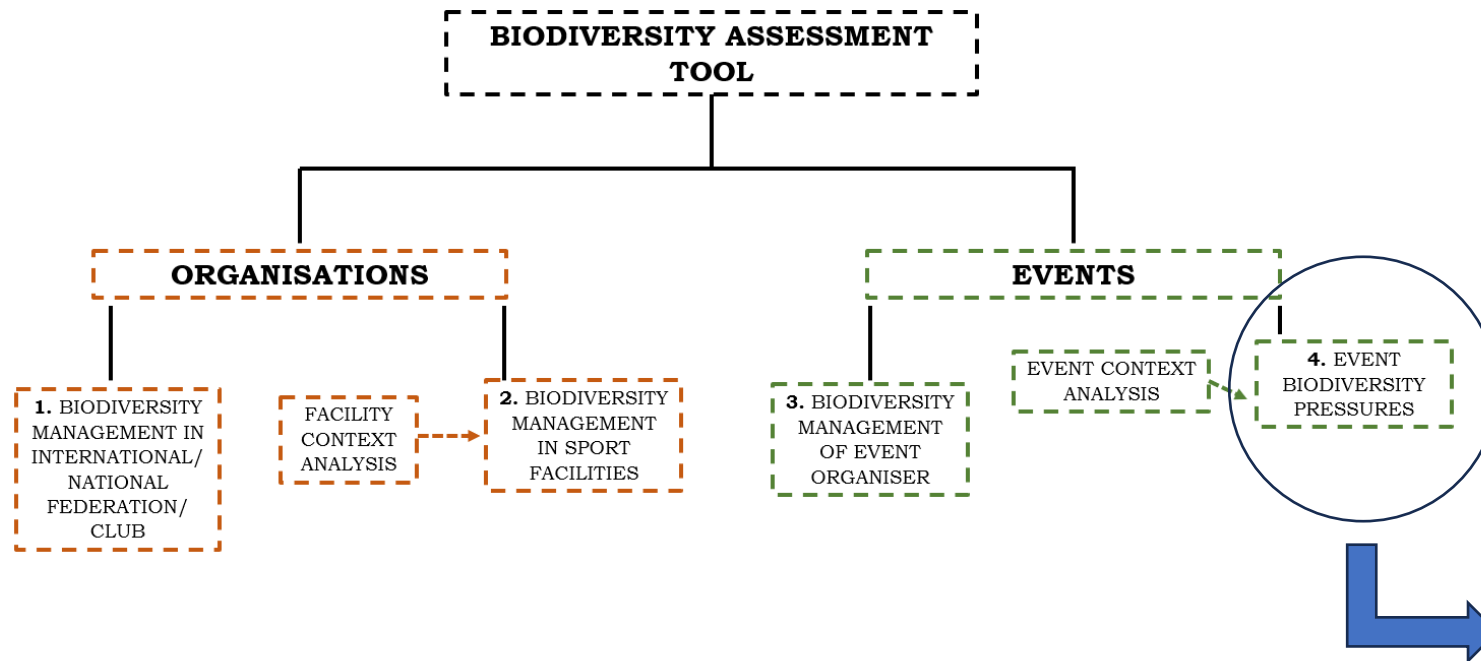 BIODIVERSITY ASSESSMENT
TOOL
ORGANISATIONS
EVENTS
1. BIODIVERSITY
MANAGEMENT IN
INTERNATIONAL/
NATIONAL
FEDERATION/
CLUB
FACILITY
CONTEXT
ANALYSIS
2. BIODIVERSITY
MANAGEMENT
IN SPORT
FACILITIES
3. BIODIVERSITY
MANAGEMENT
OF EVENT
ORGANISER
EVENT CONTEXT
ANALYSIS
4. EVENT
BIODIVERSITY
PRESSURES